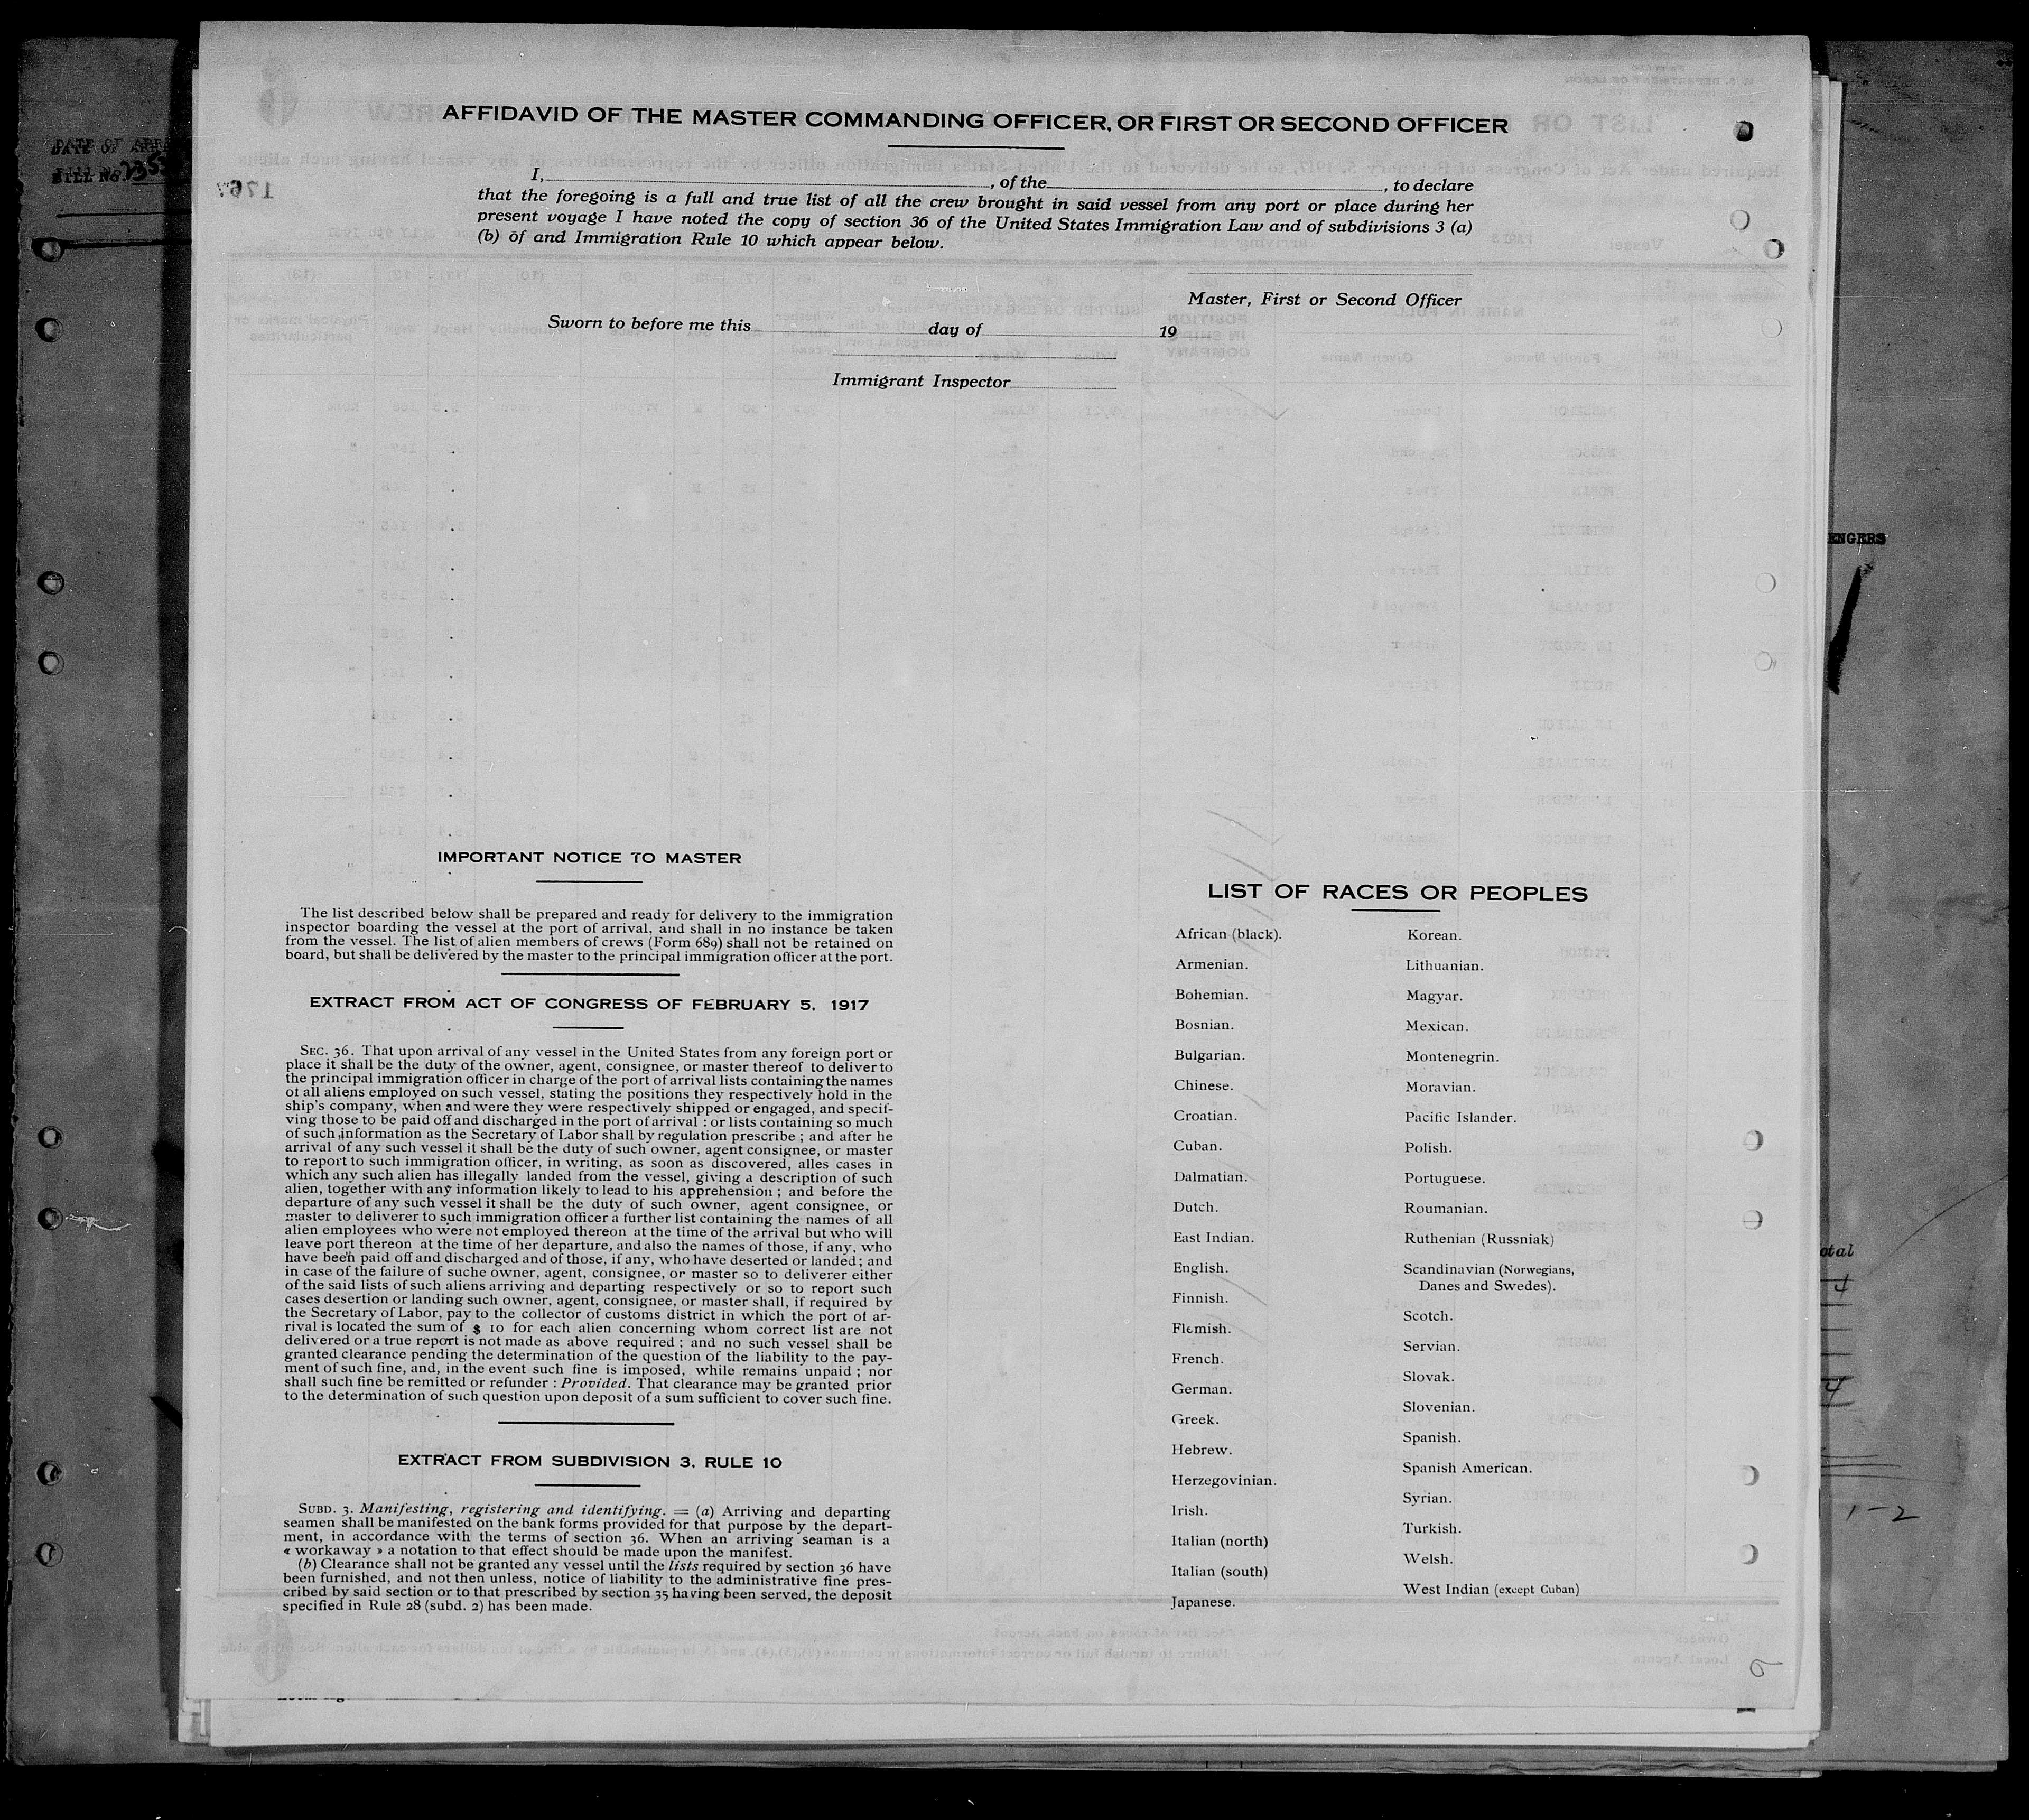 AFFIDAVID OF THE MASTER COMMANDING OFFICER, OR FIRST OR SECOND OFFICER
I, , of the , to declare
that the foregoing is a full and true list of all the crew brought in said vessel from any port or place during her
present voyage I have noted the copy of section 36 of the United States Immigration Law and of subdivisions 3 (a)
(b) of and Immigration Rule 10 which appear below.
Master, First or Second Officer
Sworn to before me this day of 19
Immigrant Inspector
IMPORTANT NOTICE TO MASTER
The list described below shall be prepared and ready for delivery to the immigration
inspector boarding the vessel at the port of arrival, and shall in no instance be taken
from the vessel. The list of alien members of crews (Form 689) shall not be retained on
board, but shall be delivered by the master to the principal immigration officer at the port.
EXTRACT FROM ACT OF CONGRESS OF FEBRUARY 5, 1917
SEC. 36. That upon arrival of any vessel in the United States from any foreign port or
place it shall be the duty of the owner, agent, consignee, or master thereof to deliver to
the principal immigration officer in charge of the port of arrival lists containing the names
of all aliens employed on such vessel, stating the positions they respectively hold in the
ship's company, when and were they were respectively shipped or engaged, and specif-
ving those to be paid off and discharged in the port of arrival : or lists containing so much
of such information as the Secretary of Labor shall by regulation prescribe ; and after he
arrival of any such vessel it shall be the duty of such owner, agent consignee, or master
to report to such immigration officer, in writing, as soon as discovered, alles cases in
which any such alien has illegally landed from the vessel, giving a description of such
alien, together with any information likely to lead to his apprehension ; and before the
departure of any such vessel it shall be the duty of such owner, agent consignee, or
master to deliverer to such immigration officer a further list containing the names of all
alien employees who were not employed thereon at the time of the arrival but who will
leave port thereon at the time of her departure, and also the names of those, if any, who
have been paid off and discharged and of those, if any, who have deserted or landed ; and
in case of the failure of suche owner, agent, consignee, or master so to deliverer either
of the said lists of such aliens arriving and departing respectively or so to report such
cases desertion or landing such owner, agent, consignee, or master shall, if required by
the Secretary of Labor, pay to the collector of customs district in which the port of ar-
rival is located the sum of $ 10 for each alien concerning whom correct list are not
delivered or a true report is not made as above required ; and no such vessel shall be
granted clearance pending the determination of the question of the liability to the pay-
ment of such fine, and, in the event such fine is imposed, while remains unpaid ; nor
shall such fine be remitted or refunder : Provided. That clearance may be granted prior
to the determination of such question upon deposit of a sum sufficient to cover such fine.
EXTRACT FROM SUBDIVISION 3, RULE 10
SUBD. 3. Manifesting, registering and identifying. = (a) Arriving and departing
seamen shall be manifested on the bank forms provided for that purpose by the depart-
ment, in accordance with the terms of section 36. When an arriving seaman is a
« workaway » a notation to that effect should be made upon the manifest.
(b) Clearance shall not be granted any vessel until the lists required by section 36 have
been furnished, and not then unless, notice of liability to the administrative fine pres-
cribed by said section or to that prescribed by section 35 having been served, the deposit
specified in Rule 28 (subd. 2) has been made.
LIST OF RACES OR PEOPLES
African (black).
Armenian.
Bohemian.
Bosnian.
Bulgarian.
Chinese.
Croatian.
Cuban.
Dalmatian.
Dutch.
East Indian.
English.
Finnish.
Flemish.
French.
German.
Greek.
Hebrew.
Herzegovinian.
Irish.
Italian (north)
Italian (south)
Japanese.
Korean.
Lithuanian.
Magyar.
Mexican.
Montenegrin.
Moravian.
Pacific Islander.
Polish.
Portuguese.
Roumanian.
Ruthenian (Russniak)
Scandinavian (Norwegians,
Danes and Swedes).
Scotch.
Servian.
Slovak.
Slovenian.
Spanish.
Spanish American.
Syrian.
Turkish.
Welsh.
West Indian (except Cuban)
DATE OF ARR
BILL No.
ENGERS
otal
4
4
1-2